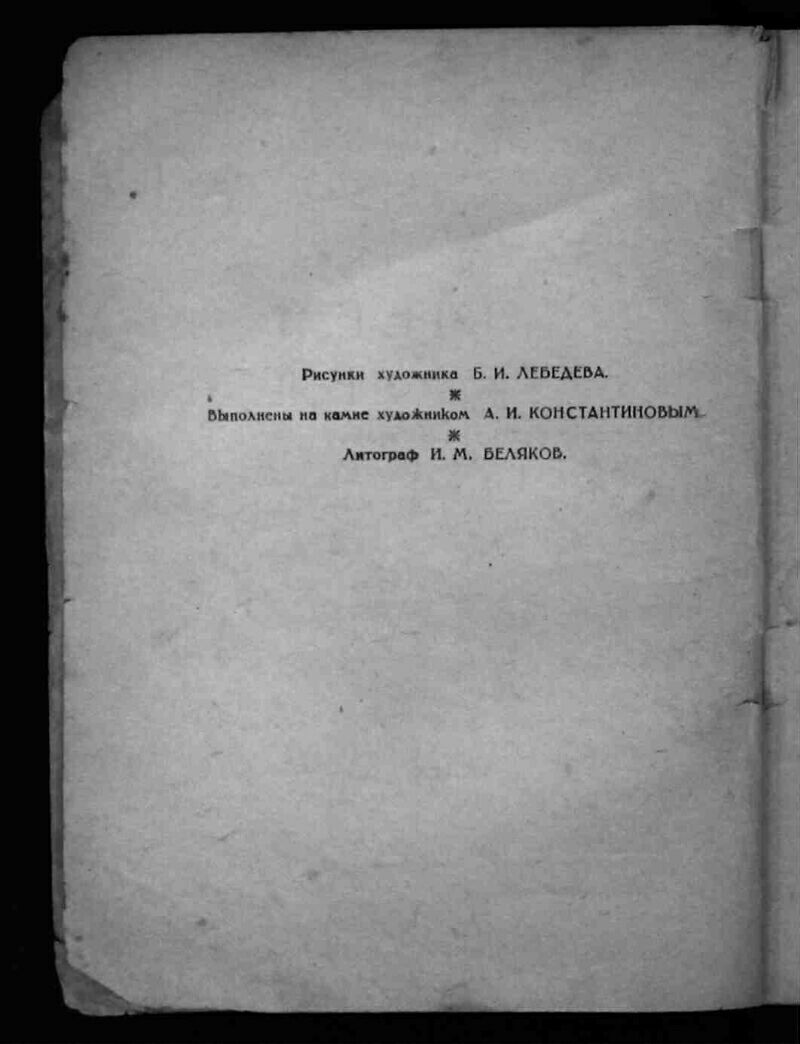 Рисунки художника Б. И. ЛЕБЕДЕВА.
*
Выполнены на камне художником А. И. КОНСТАНТИНОВЫМ.
*
Литограф И. М. БЕЛЯКОВ.